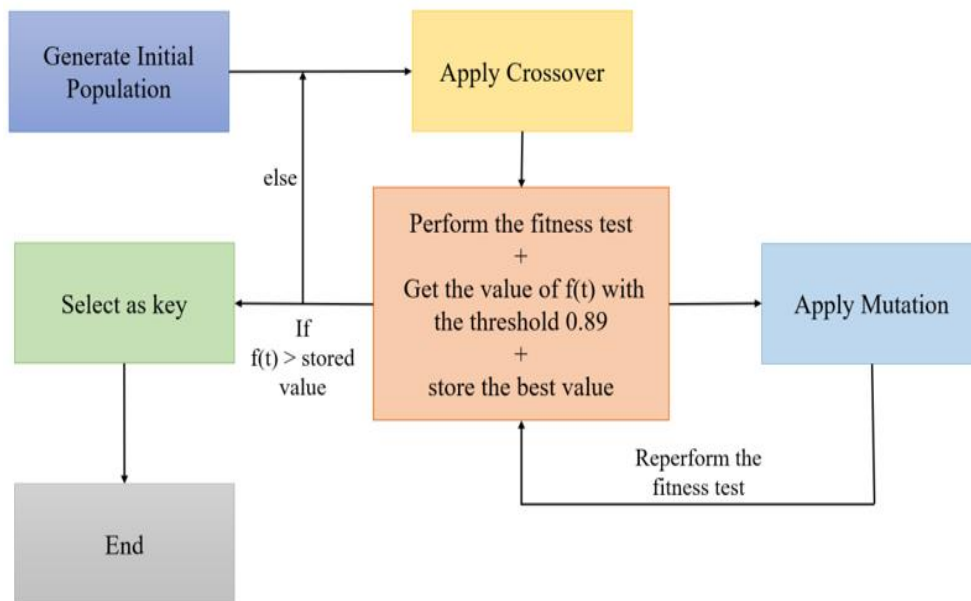 Generate Initial
Population
Apply Crossover
else
Perform the fitness test
+
Get the value of f(t) with
the threshold 0.89
+
store the best value
Select as key
If
f(t) > stored
value
Apply Mutation
Reperform the
fitness test
End